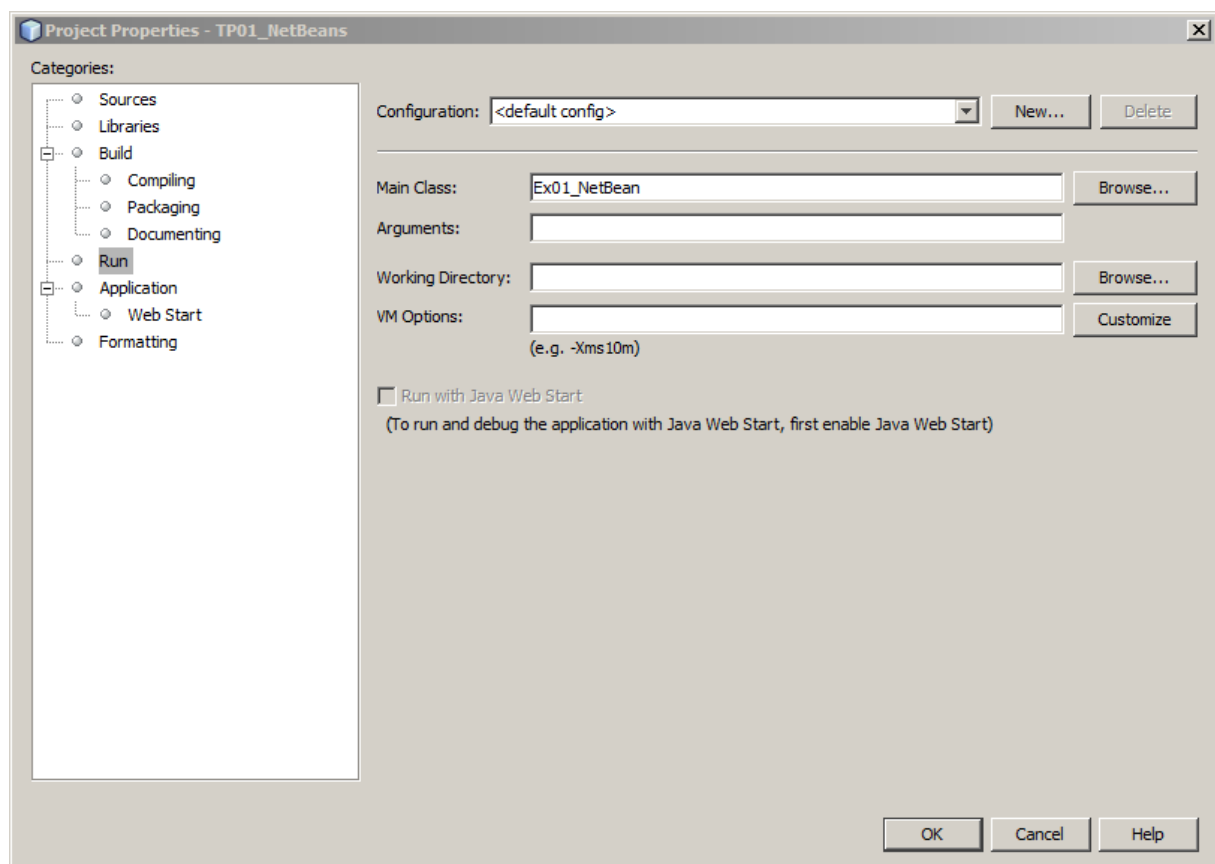 Project Properties - TP01_NetBeans
Categories:
Sources
Libraries
Build
Compiling
Packaging
Documenting
Run
Application
Web Start
Formatting
Configuration: <default config> New... Delete
Main Class: Ex01_NetBean Browse...
Arguments:
Working Directory: Browse...
VM Options: Customize
(e.g. -Xms10m)
Run with Java Web Start
(To run and debug the application with Java Web Start, first enable Java Web Start)
OK Cancel Help